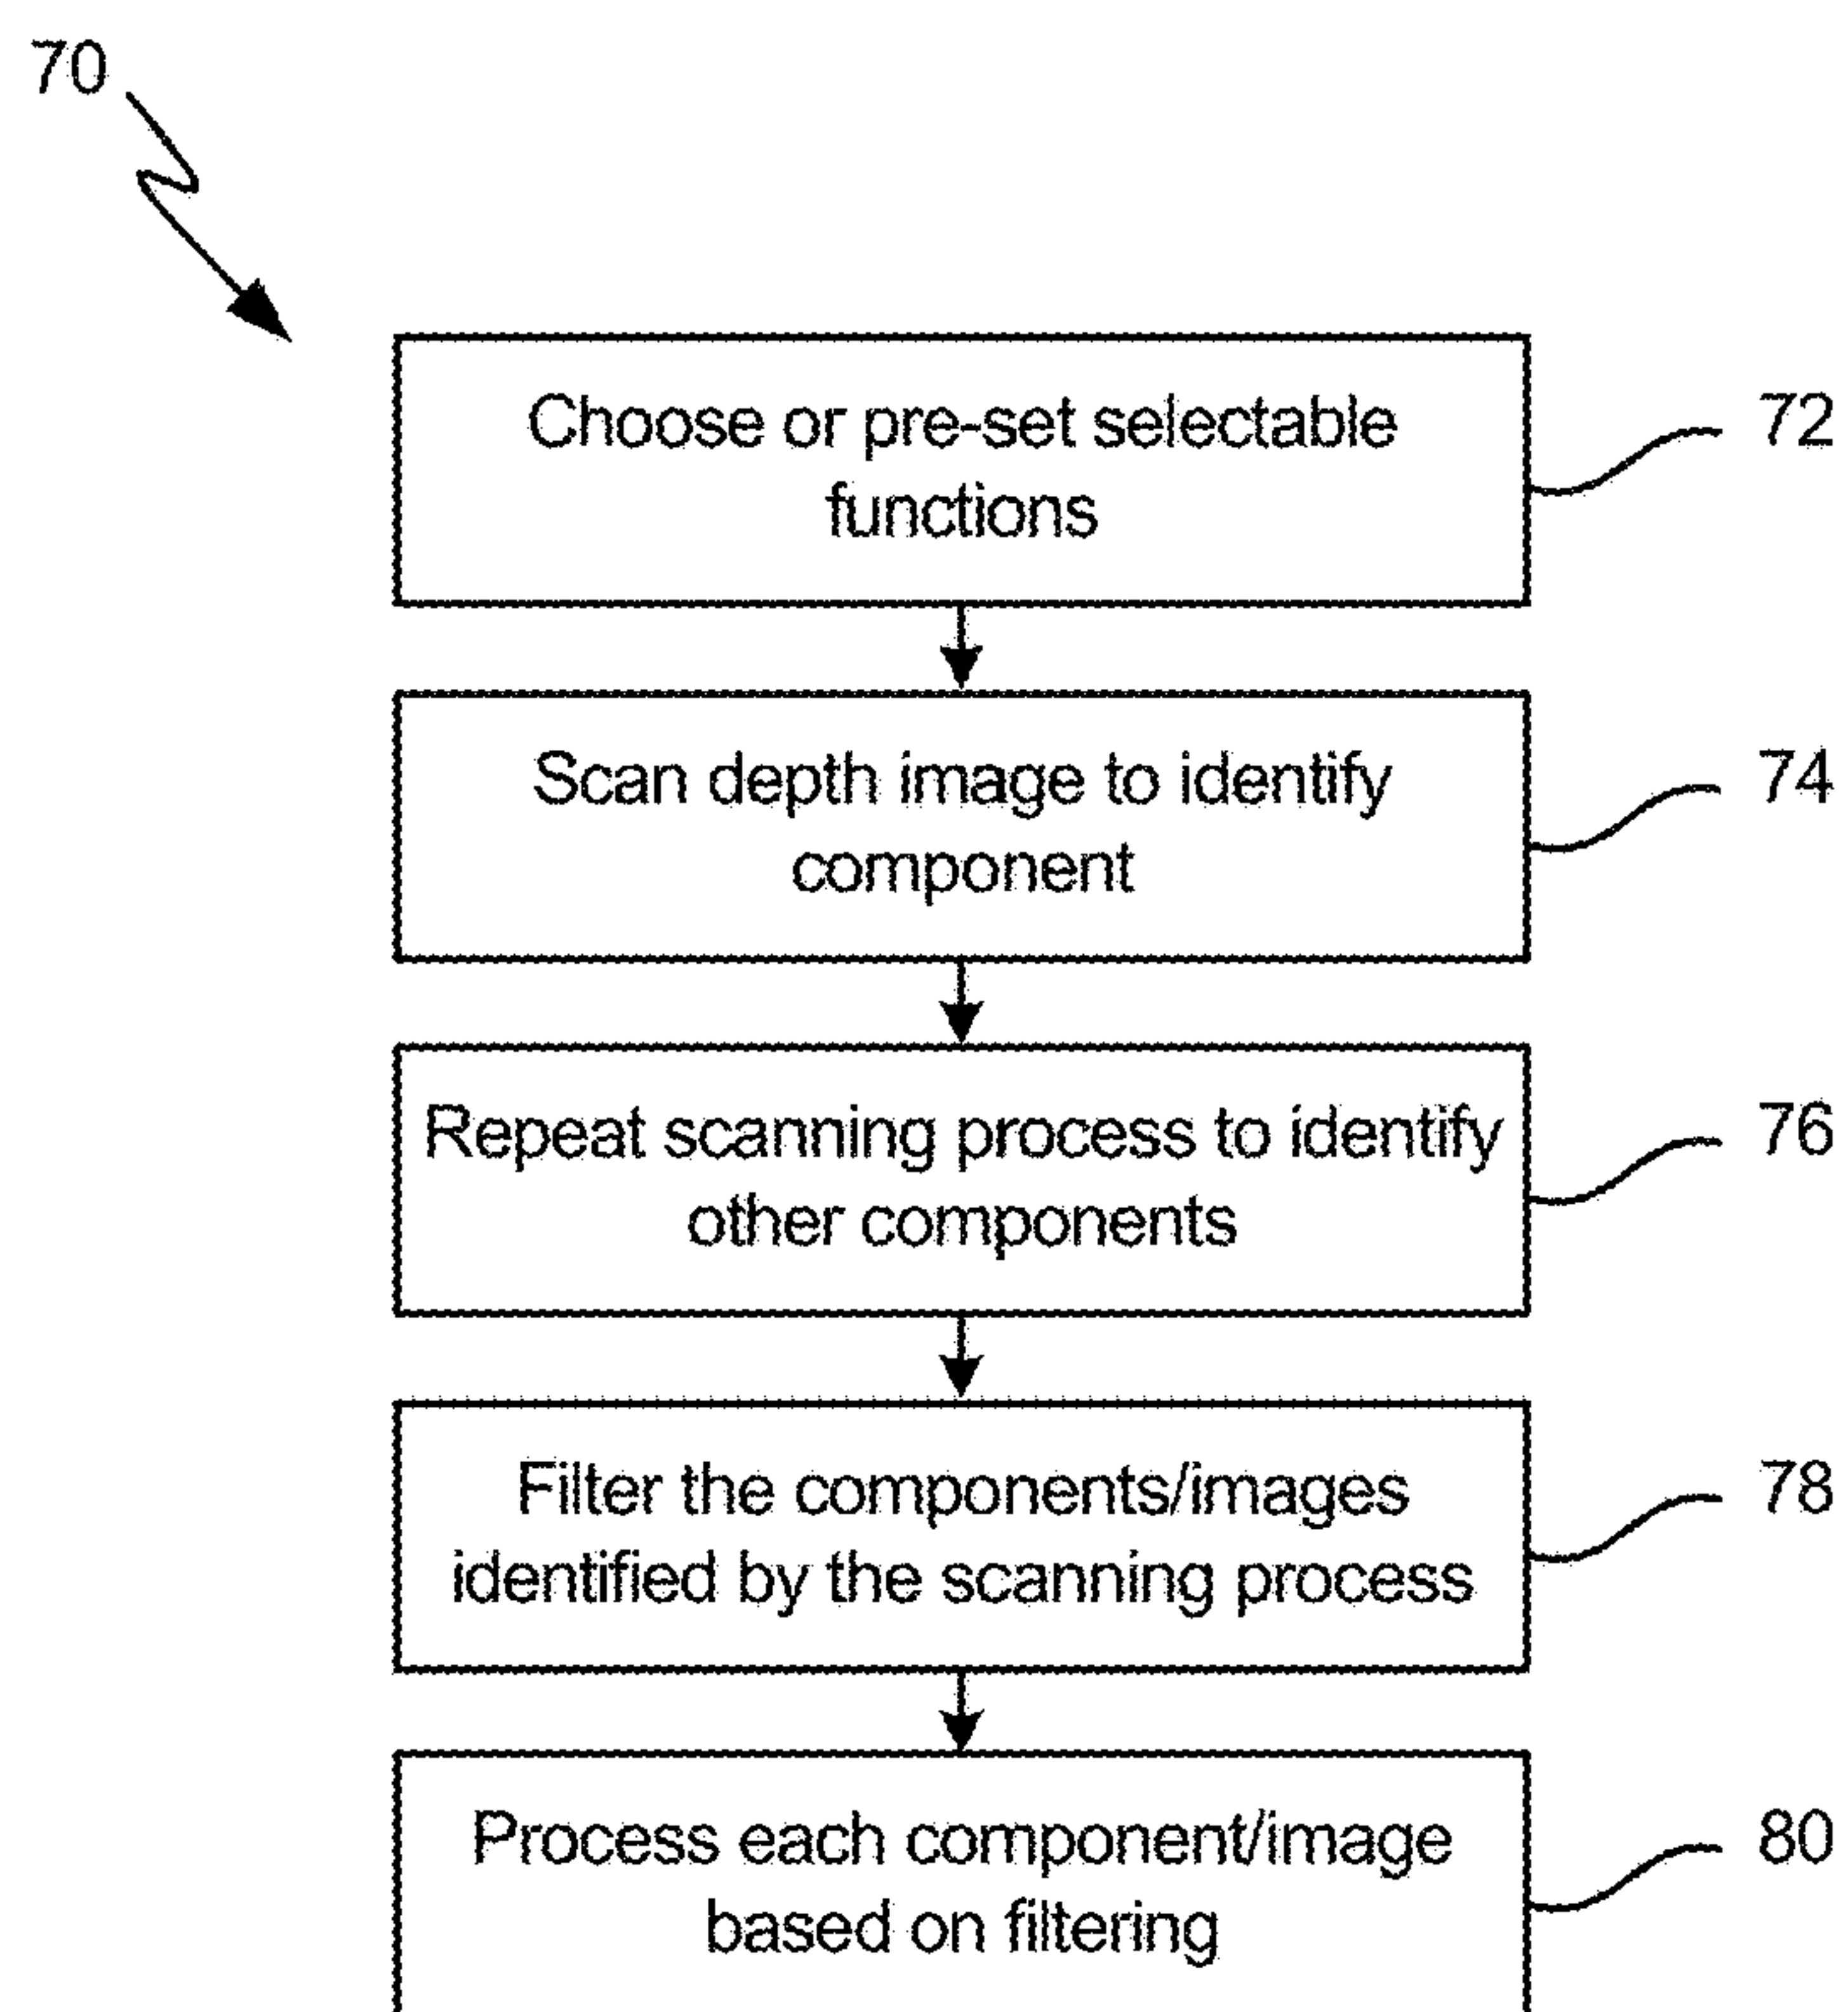 70
Choose or pre-set selectable
functions
72
Scan depth image to identify
component
74
Repeat scanning process to identify
other components
76
Filter the components/images
identified by the scanning process
78
Process each component/image
based on filtering
80